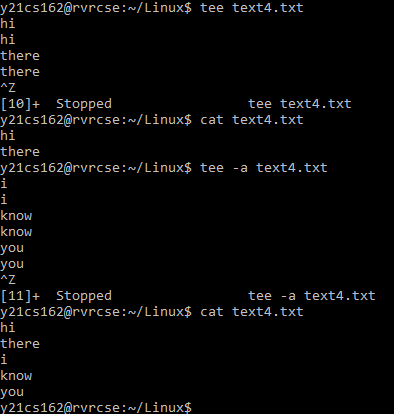 y21cs162@rvrcse:~/Linux$ tee text4.txt
hi
hi
there
there
^Z
[10]+  Stopped                 tee text4.txt
y21cs162@rvrcse:~/Linux$ cat text4.txt
hi
there
y21cs162@rvrcse:~/Linux$ tee -a text4.txt
i
i
know
know
you
you
^Z
[11]+  Stopped                 tee -a text4.txt
y21cs162@rvrcse:~/Linux$ cat text4.txt
hi
there
i
know
you
y21cs162@rvrcse:~/Linux$